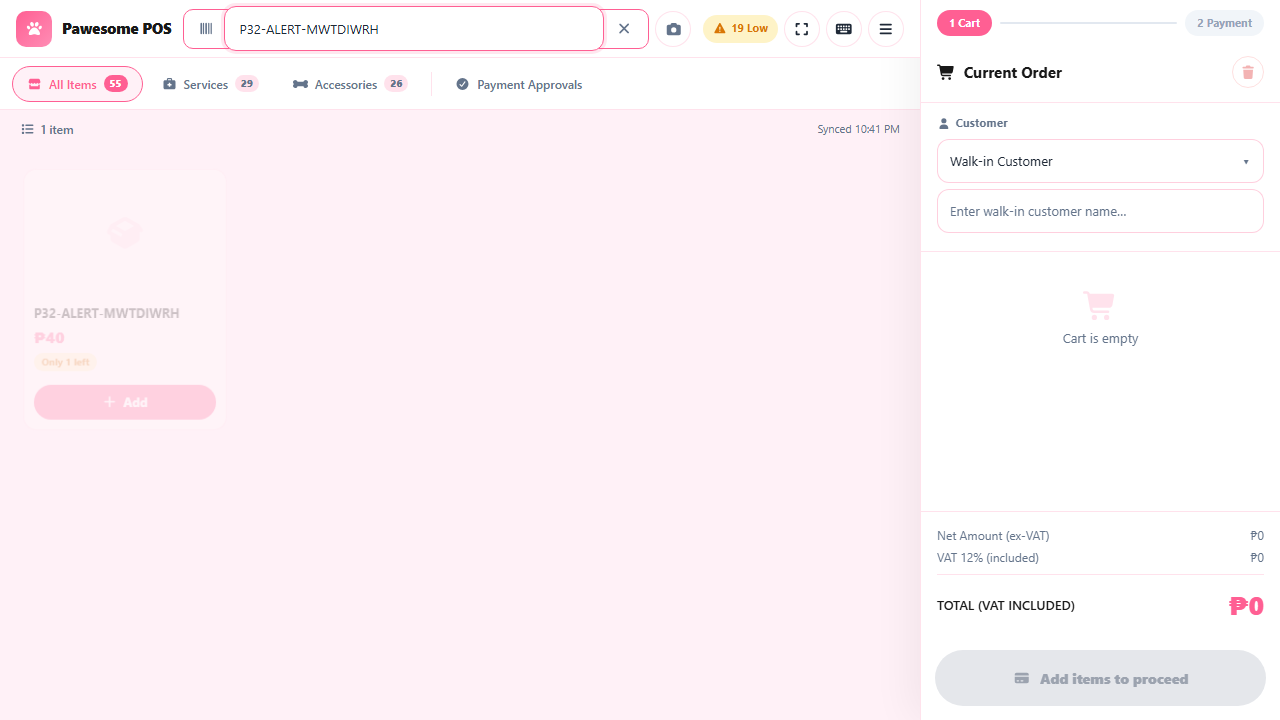 Pawesome POS
P32-ALERT-MWTDIWRH
19 Low
All Items 55
Services 29
Accessories 26
Payment Approvals
1 item
Synced 10:41 PM
P32-ALERT-MWTDIWRH
₱40
Only 1 left
Add
1 Cart
2 Payment
Current Order
Customer
Walk-in Customer
Enter walk-in customer name...
Cart is empty
Net Amount (ex-VAT) ₱0
VAT 12% (included) ₱0
TOTAL (VAT INCLUDED) ₱0
Add items to proceed